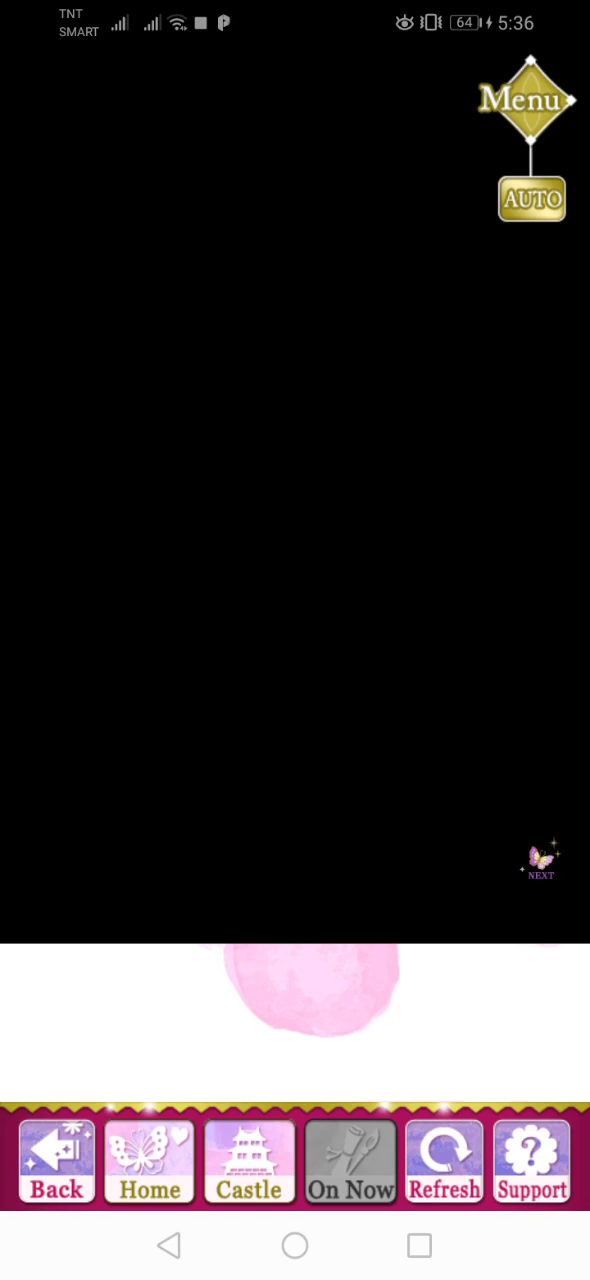 TNT
SMART
64
5:36
Menu
AUTO
NEXT
Back
Home
Castle
On Now
Refresh
Support